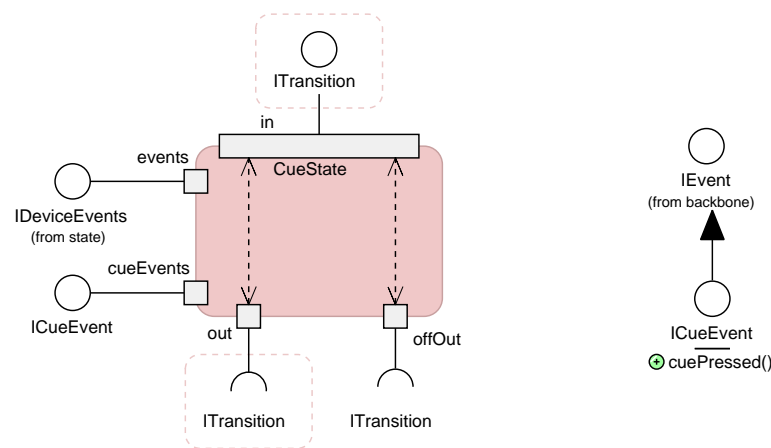 ITransition
in
events
CueState
IDeviceEvents
(from state)
cueEvents
ICueEvent
out
offOut
ITransition
ITransition
IEvent
(from backbone)
ICueEvent
+ cuePressed()